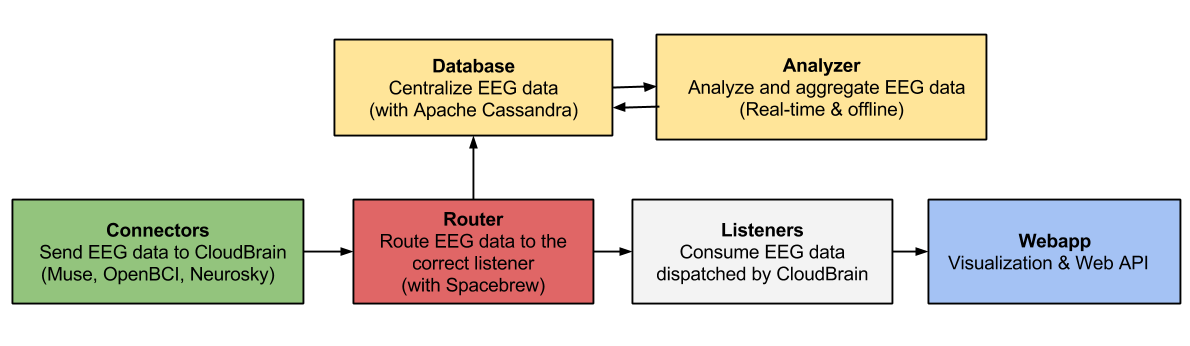 Database
Centralize EEG data
(with Apache Cassandra)
Analyzer
Analyze and aggregate EEG data
(Real-time & offline)
Connectors
Send EEG data to CloudBrain
(Muse, OpenBCI, Neurosky)
Router
Route EEG data to the
correct listener
(with Spacebrew)
Listeners
Consume EEG data
dispatched by CloudBrain
Webapp
Visualization & Web API